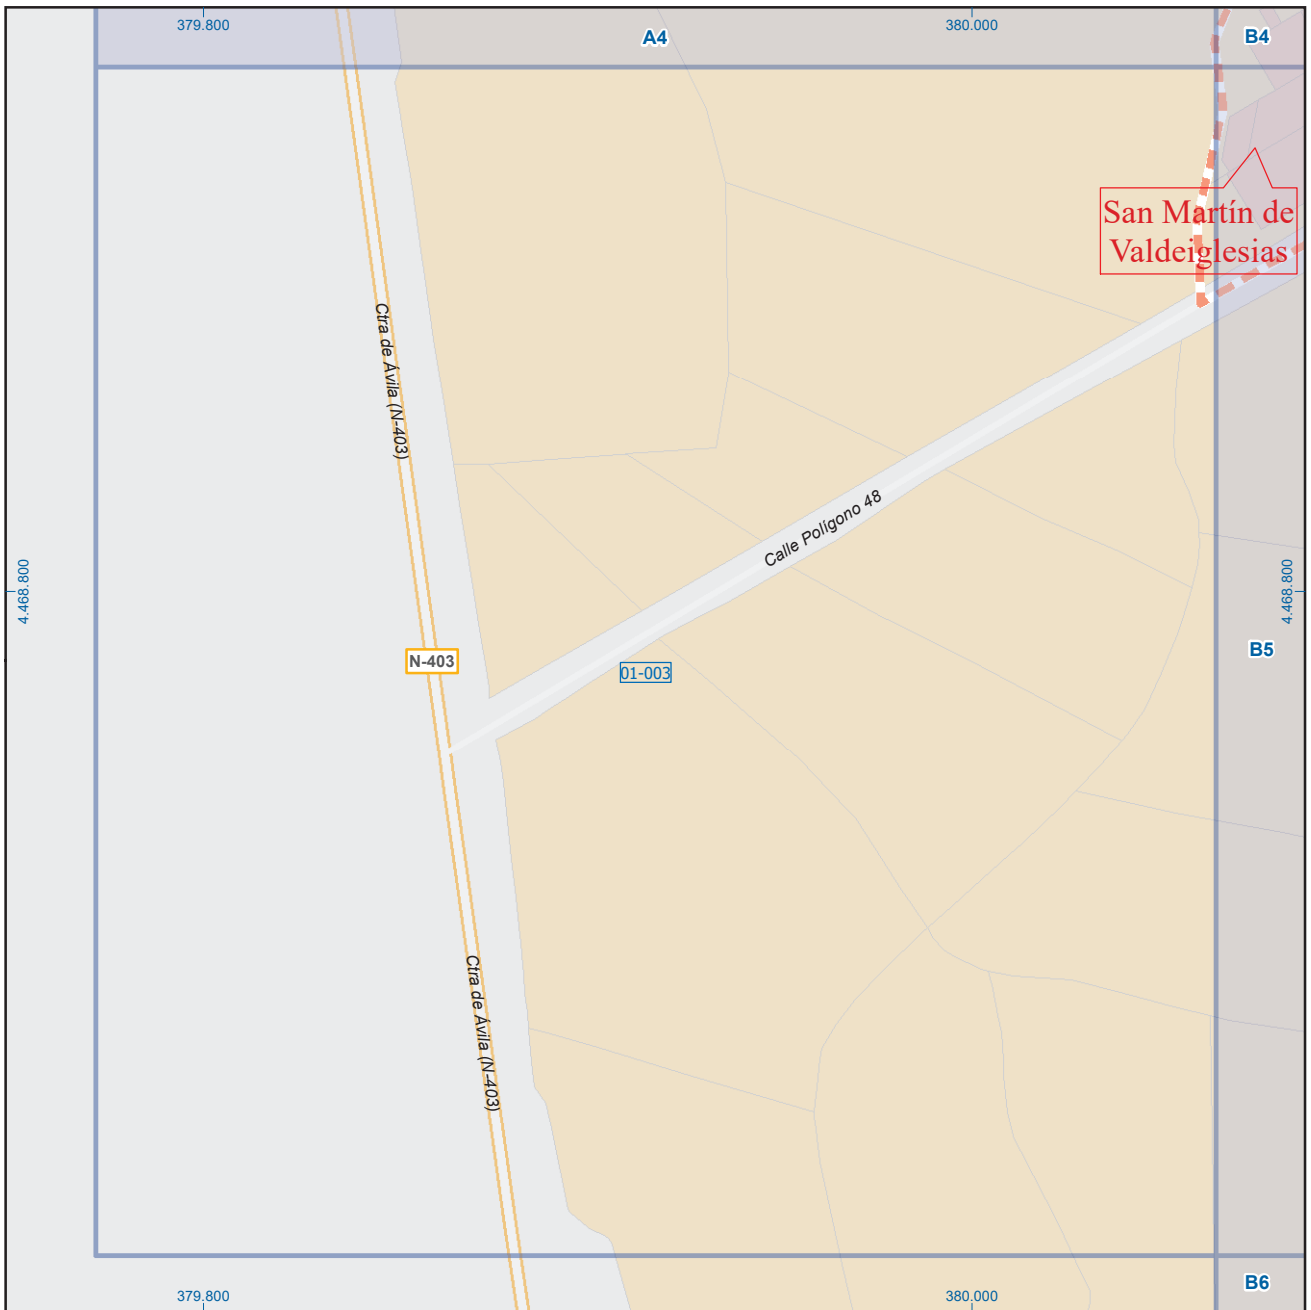 379.800
380.000
A4
B4
San Martín de
Valdeiglesias
Ctra de Ávila (N-403)
Calle Polígono 48
4.468.800
4.468.800
B5
N-403
01-003
Ctra de Ávila (N-403)
B6
379.800
380.000